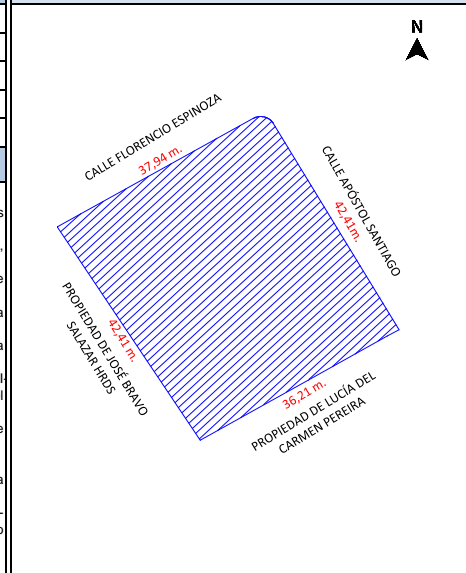 N
CALLE FLORENCIO ESPINOZA
37,94 m.
CALLE APÓSTOL SANTIAGO
42,41m.
PROPIEDAD DE JOSÉ BRAVO
SALAZAR HRDS
42,41 m.
36,21 m.
PROPIEDAD DE LUCÍA DEL
CARMEN PEREIRA